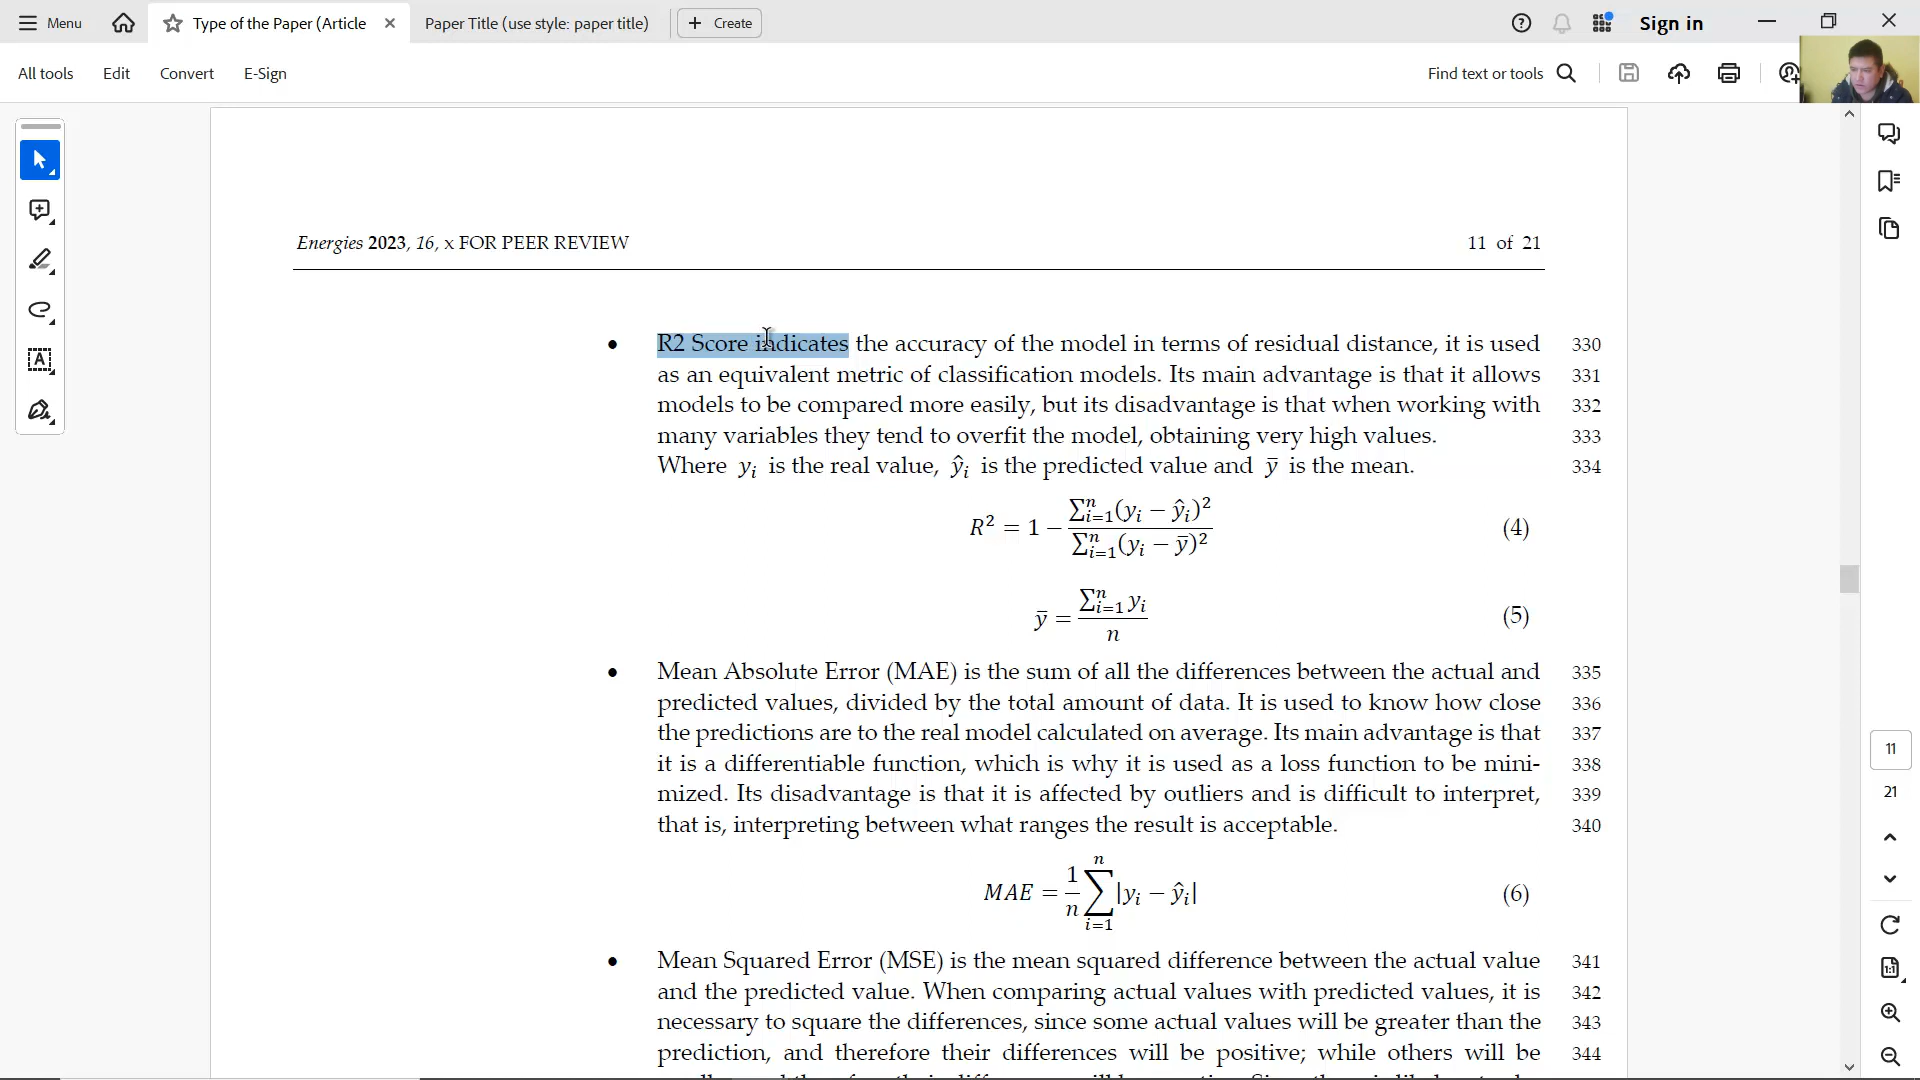 Menu
Type of the Paper (Article
Paper Title (use style: paper title)
Create
Sign in
All tools
Edit
Convert
E-Sign
Find text or tools
Energies 2023, 16, x FOR PEER REVIEW
11 of 21
• R2 Score indicates the accuracy of the model in terms of residual distance, it is used 330
as an equivalent metric of classification models. Its main advantage is that it allows 331
models to be compared more easily, but its disadvantage is that when working with 332
many variables they tend to overfit the model, obtaining very high values. 333
Where y_i is the real value, ŷ_i is the predicted value and ȳ is the mean. 334
R² = 1 − ∑ⁿ_{i=1}(y_i − ŷ_i)² / ∑ⁿ_{i=1}(y_i − ȳ)² (4)
ȳ = ∑ⁿ_{i=1} y_i / n (5)
• Mean Absolute Error (MAE) is the sum of all the differences between the actual and 335
predicted values, divided by the total amount of data. It is used to know how close 336
the predictions are to the real model calculated on average. Its main advantage is that 337
it is a differentiable function, which is why it is used as a loss function to be mini- 338
mized. Its disadvantage is that it is affected by outliers and is difficult to interpret, 339
that is, interpreting between what ranges the result is acceptable. 340
MAE = 1/n ∑ⁿ_{i=1} |y_i − ŷ_i| (6)
• Mean Squared Error (MSE) is the mean squared difference between the actual value 341
and the predicted value. When comparing actual values with predicted values, it is 342
necessary to square the differences, since some actual values will be greater than the 343
prediction, and therefore their differences will be positive; while others will be 344
11
21
1:1